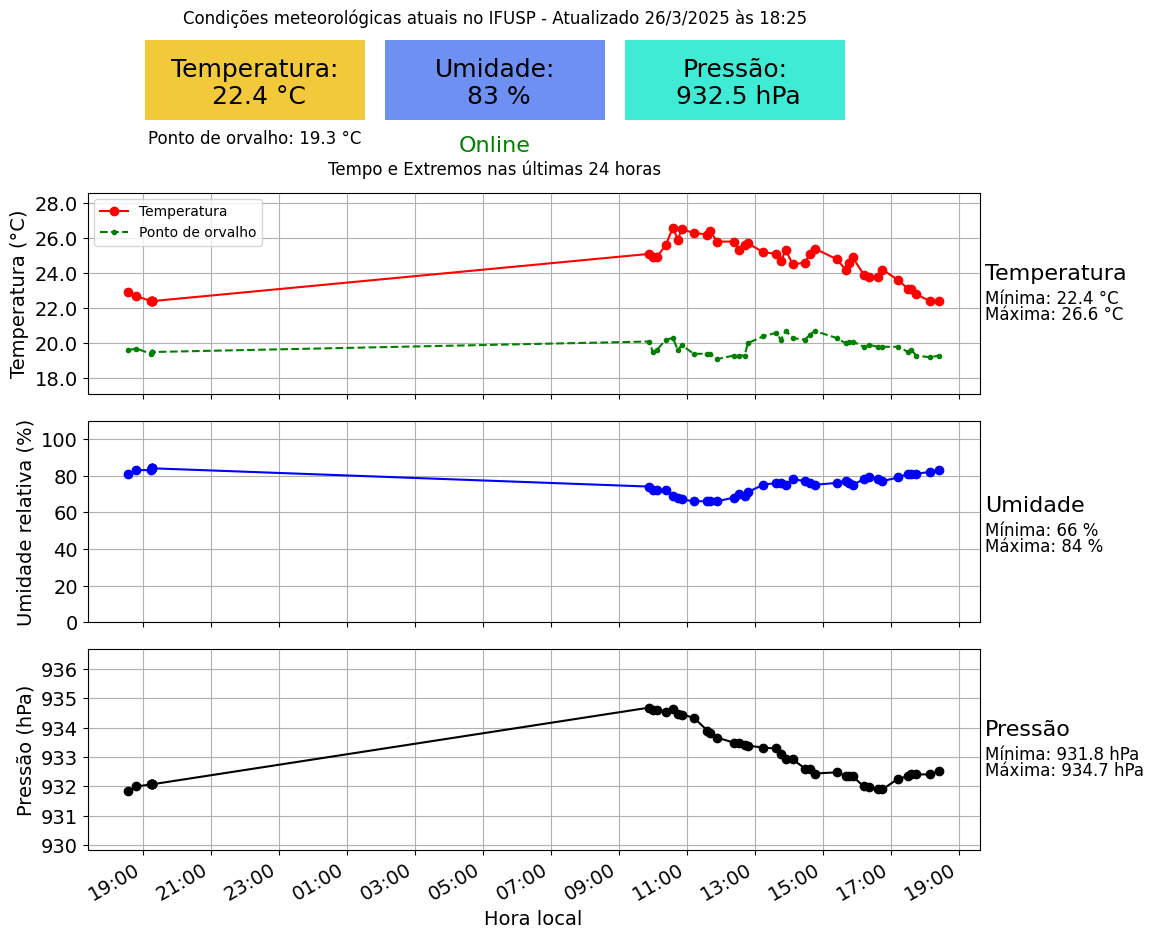 Condições meteorológicas atuais no IFUSP - Atualizado 26/3/2025 às 18:25
Temperatura:
22.4 °C
Umidade:
83 %
Pressão:
932.5 hPa
Ponto de orvalho: 19.3 °C
Online
Tempo e Extremos nas últimas 24 horas
Temperatura (°C)
28.0
26.0
24.0
22.0
20.0
18.0
Temperatura
Ponto de orvalho
Temperatura
Mínima: 22.4 °C
Máxima: 26.6 °C
Umidade relativa (%)
100
80
60
40
20
0
Umidade
Mínima: 66 %
Máxima: 84 %
Pressão (hPa)
936
935
934
933
932
931
930
Pressão
Mínima: 931.8 hPa
Máxima: 934.7 hPa
19:00 21:00 23:00 01:00 03:00 05:00 07:00 09:00 11:00 13:00 15:00 17:00 19:00
Hora local